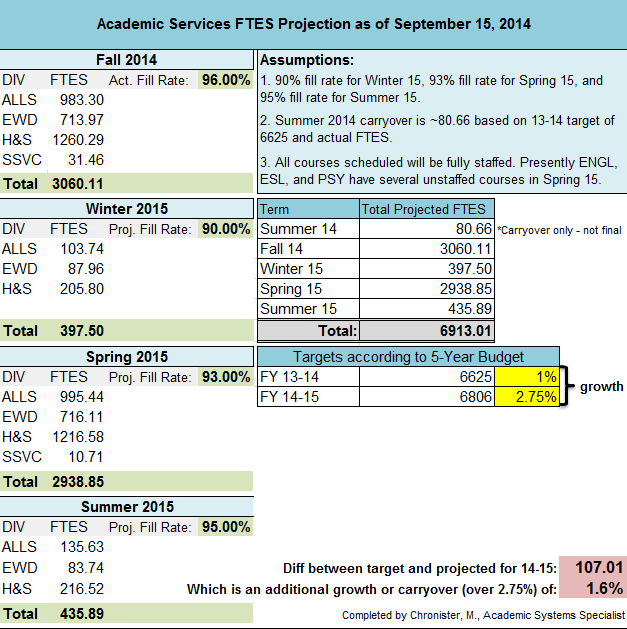 Academic Services FTES Projection as of September 15, 2014
Fall 2014
DIV FTES Act. Fill Rate: 96.00%
ALLS 983.30
EWD 713.97
H&S 1260.29
SSVC 31.46
Total 3060.11
Assumptions:
1. 90% fill rate for Winter 15, 93% fill rate for Spring 15, and
95% fill rate for Summer 15.
2. Summer 2014 carryover is ~80.66 based on 13-14 target of
6625 and actual FTES.
3. All courses scheduled will be fully staffed. Presently ENGL,
ESL, and PSY have several unstaffed courses in Spring 15.
Winter 2015
DIV FTES Proj. Fill Rate: 90.00%
ALLS 103.74
EWD 87.96
H&S 205.80
Total 397.50
Term Total Projected FTES
Summer 14 80.66 *Carryover only - not final
Fall 14 3060.11
Winter 15 397.50
Spring 15 2938.85
Summer 15 435.89
Total: 6913.01
Spring 2015
DIV FTES Proj. Fill Rate: 93.00%
ALLS 995.44
EWD 716.11
H&S 1216.58
SSVC 10.71
Total 2938.85
Targets according to 5-Year Budget
FY 13-14 6625 1%
FY 14-15 6806 2.75%
growth
Summer 2015
DIV FTES Proj. Fill Rate: 95.00%
ALLS 135.63
EWD 83.74
H&S 216.52
Total 435.89
Diff between target and projected for 14-15: 107.01
Which is an additional growth or carryover (over 2.75%) of: 1.6%
Completed by Chronister, M., Academic Systems Specialist